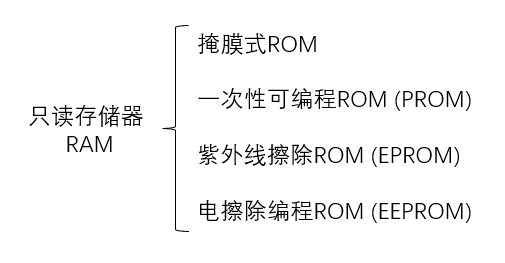 只读存储器
RAM
掩膜式ROM
一次性可编程ROM (PROM)
紫外线擦除ROM (EPROM)
电擦除编程ROM (EEPROM)